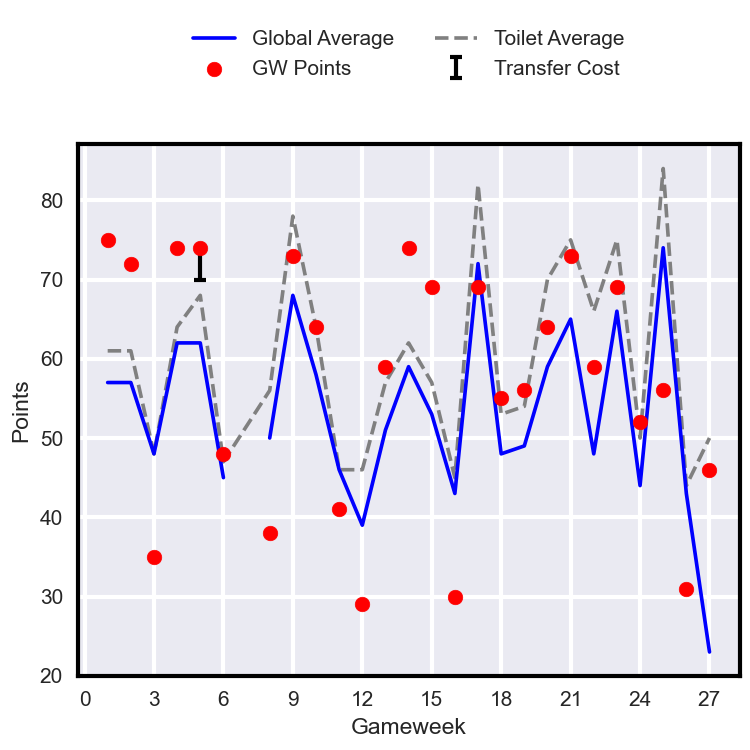 Global Average
Toilet Average
GW Points
Transfer Cost
80
70
60
50
40
30
20
Points
0 3 6 9 12 15 18 21 24 27
Gameweek